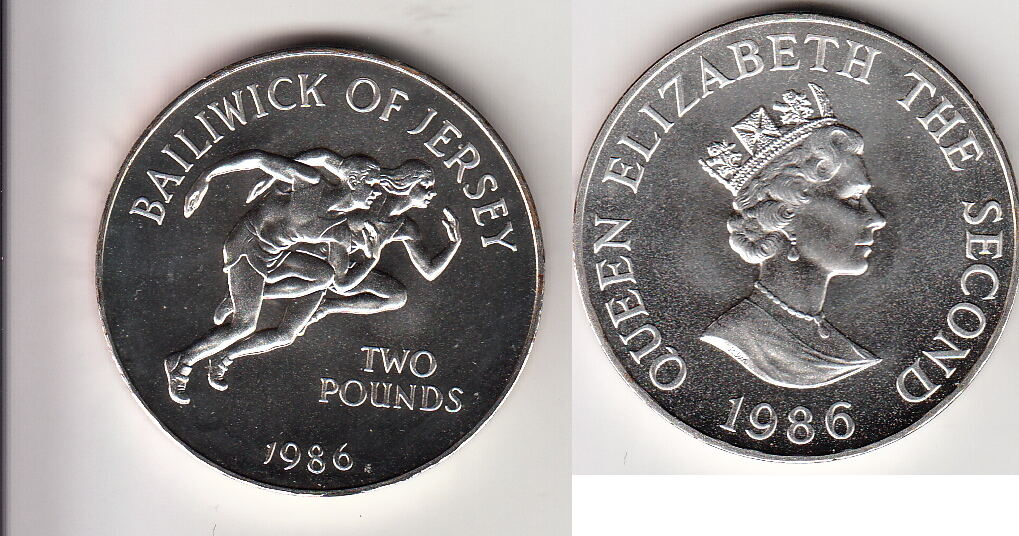 BAILIWICK OF JERSEY
TWO
POUNDS
1986
QUEEN ELIZABETH THE SECOND
1986